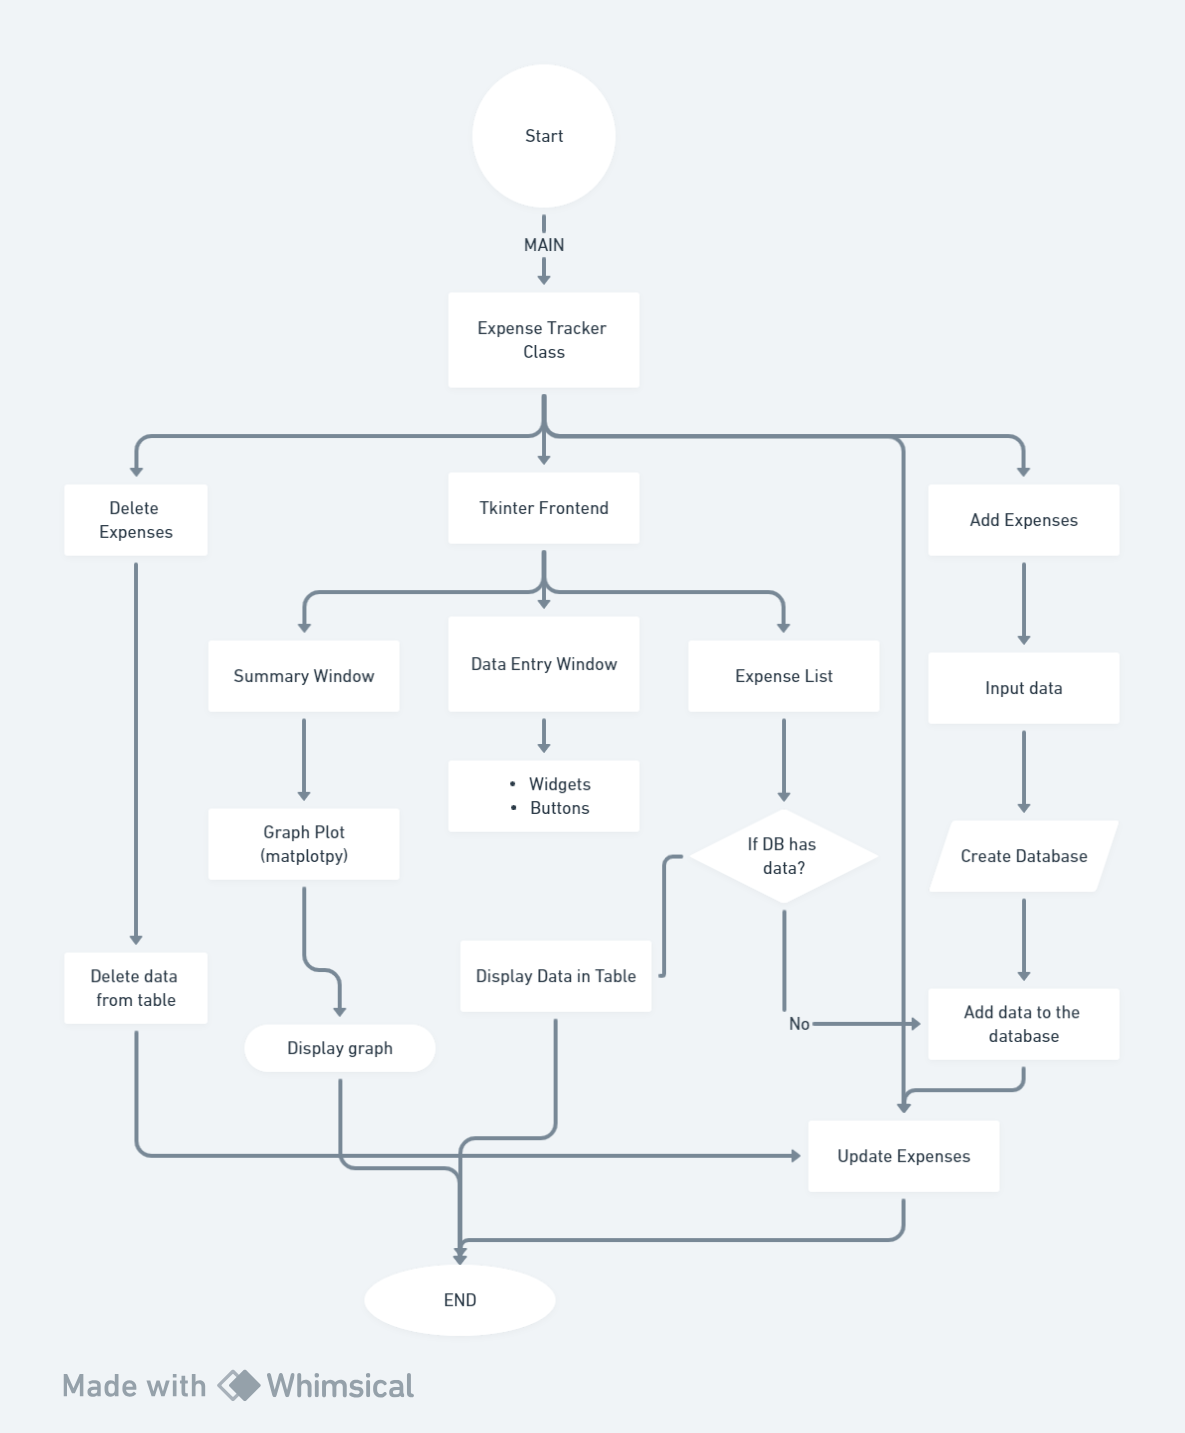 Start
MAIN
Expense Tracker
Class
Delete
Expenses
Tkinter Frontend
Add Expenses
Summary Window
Data Entry Window
Expense List
Input data
• Widgets
• Buttons
Graph Plot
(matplotpy)
If DB has
data?
Create Database
Delete data
from table
Display Data in Table
No
Add data to the
database
Display graph
Update Expenses
END
Made with Whimsical